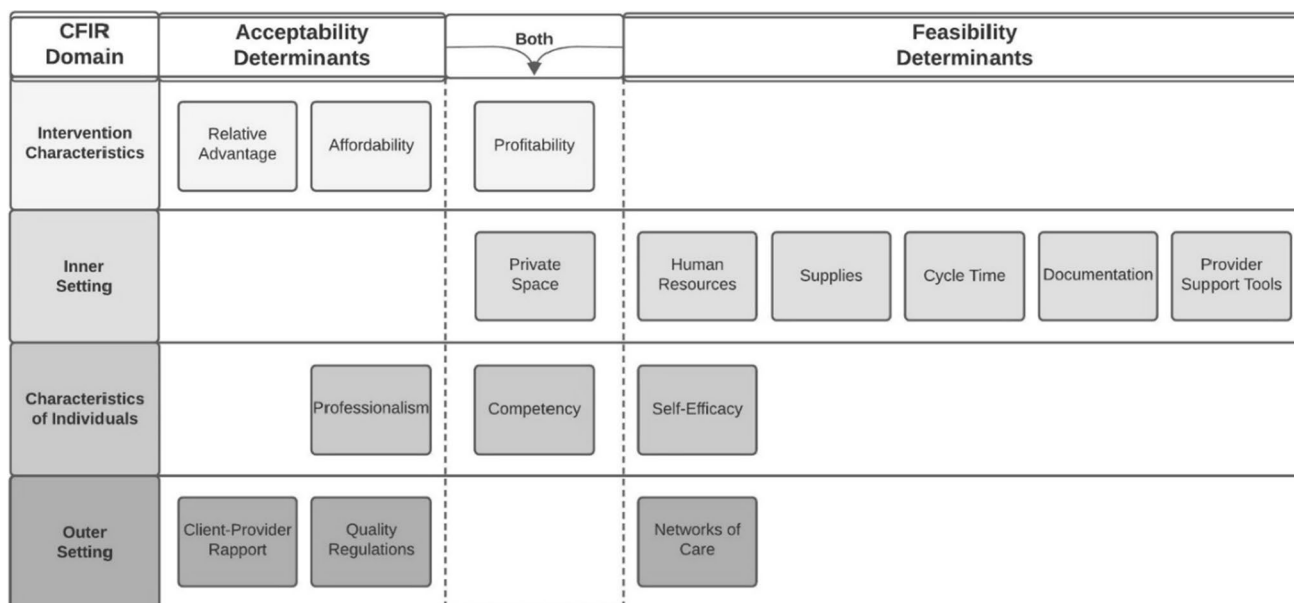 CFIR
Domain
Acceptability
Determinants
Both
Feasibility
Determinants
Intervention
Characteristics
Relative
Advantage
Affordability
Profitability
Inner
Setting
Private
Space
Human
Resources
Supplies
Cycle Time
Documentation
Provider
Support Tools
Characteristics
of Individuals
Professionalism
Competency
Self-Efficacy
Outer
Setting
Client-Provider
Rapport
Quality
Regulations
Networks of
Care